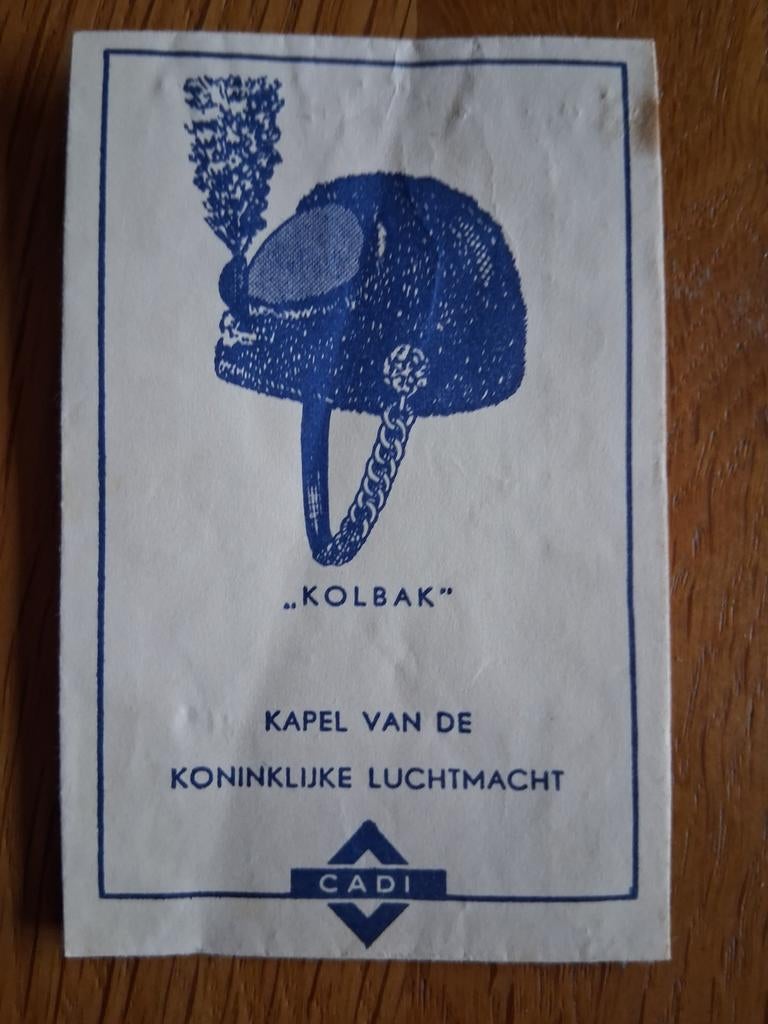 „KOLBAK”
KAPEL VAN DE
KONINKLIJKE LUCHTMACHT
CADI